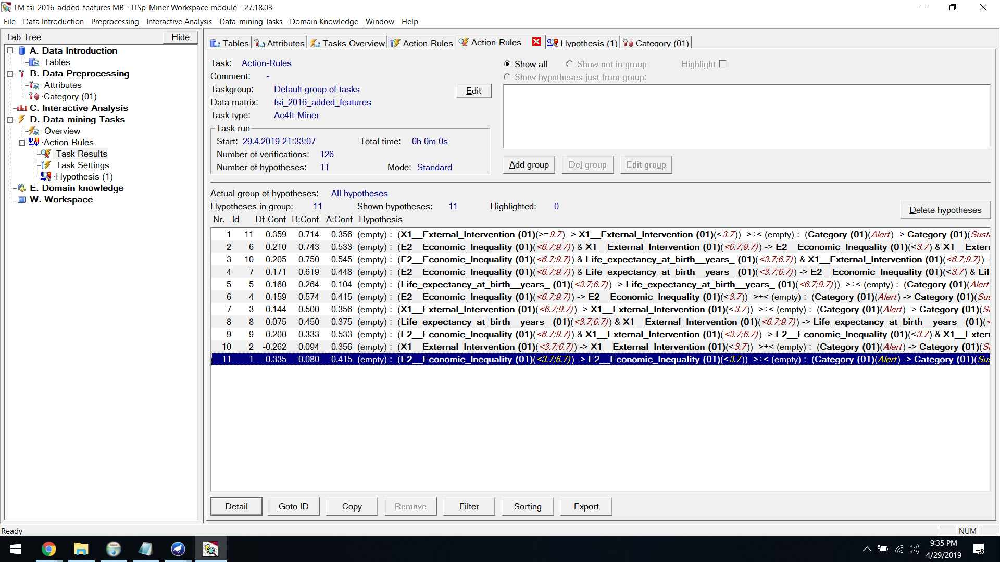 LM fsi-2016_added_features MB - LISp-Miner Workspace module - 27.18.03
File Data Introduction Preprocessing Interactive Analysis Data-mining Tasks Domain Knowledge Window Help
Tab Tree Hide
A. Data Introduction
Tables
B. Data Preprocessing
Attributes
·Category (01)
C. Interactive Analysis
D. Data-mining Tasks
Overview
·Action-Rules
Task Results
Task Settings
·Hypothesis (1)
E. Domain knowledge
W. Workspace
Tables Attributes Tasks Overview Action-Rules Action-Rules Hypothesis (1) Category (01)
Task: Action-Rules
Comment: -
Taskgroup: Default group of tasks
Data matrix: fsi_2016_added_features
Task type: Ac4ft-Miner
Edit
Task run
Start: 29.4.2019 21:33:07 Total time: 0h 0m 0s
Number of verifications: 126
Number of hypotheses: 11 Mode: Standard
Show all Show not in group Highlight
Show hypotheses just from group:
Add group Del group Edit group
Actual group of hypotheses: All hypotheses
Hypotheses in group: 11 Shown hypotheses: 11 Highlighted: 0
Delete hypotheses
Nr. Id Df-Conf B:Conf A:Conf Hypothesis
1 11 0.359 0.714 0.356 (empty) : (X1__External_Intervention (01)(>=9.7) -> X1__External_Intervention (01)(<3.7)) >÷< (empty) : (Category (01)(Alert) -> Category (01)(Susta
2 6 0.210 0.743 0.533 (empty) : (E2__Economic_Inequality (01)(<6.7;9.7)) & X1__External_Intervention (01)(<6.7;9.7)) -> E2__Economic_Inequality (01)(<3.7) & X1__Extern
3 10 0.205 0.750 0.545 (empty) : (E2__Economic_Inequality (01)(<6.7;9.7)) & Life_expectancy_at_birth__years_ (01)(<3.7;6.7)) & X1__External_Intervention (01)(<6.7;9.7)) -
4 7 0.171 0.619 0.448 (empty) : (E2__Economic_Inequality (01)(<6.7;9.7)) & Life_expectancy_at_birth__years_ (01)(<3.7;6.7)) -> E2__Economic_Inequality (01)(<3.7) & Lif
5 5 0.160 0.264 0.104 (empty) : (Life_expectancy_at_birth__years_ (01)(<3.7;6.7)) -> Life_expectancy_at_birth__years_ (01)(<6.7;9.7))) >÷< (empty) : (Category (01)(Alert
6 4 0.159 0.574 0.415 (empty) : (E2__Economic_Inequality (01)(<6.7;9.7)) -> E2__Economic_Inequality (01)(<3.7)) >÷< (empty) : (Category (01)(Alert) -> Category (01)(Sus
7 3 0.144 0.500 0.356 (empty) : (X1__External_Intervention (01)(<6.7;9.7)) -> X1__External_Intervention (01)(<3.7)) >÷< (empty) : (Category (01)(Alert) -> Category (01)(Su
8 8 0.075 0.450 0.375 (empty) : (Life_expectancy_at_birth__years_ (01)(<3.7;6.7)) & X1__External_Intervention (01)(<6.7;9.7)) -> Life_expectancy_at_birth__years_ (01)(<
9 9 -0.200 0.333 0.533 (empty) : (E2__Economic_Inequality (01)(<6.7;9.7)) & X1__External_Intervention (01)(<3.7;6.7)) -> E2__Economic_Inequality (01)(<3.7) & X1__Extern
10 2 -0.262 0.094 0.356 (empty) : (X1__External_Intervention (01)(<3.7;6.7)) -> X1__External_Intervention (01)(<3.7)) >÷< (empty) : (Category (01)(Alert) -> Category (01)(Su
11 1 -0.335 0.080 0.415 (empty) : (E2__Economic_Inequality (01)(<3.7;6.7)) -> E2__Economic_Inequality (01)(<3.7)) >÷< (empty) : (Category (01)(Alert) -> Category (01)(Sus
Detail Goto ID Copy Remove Filter Sorting Export
Ready NUM
9:35 PM
4/29/2019